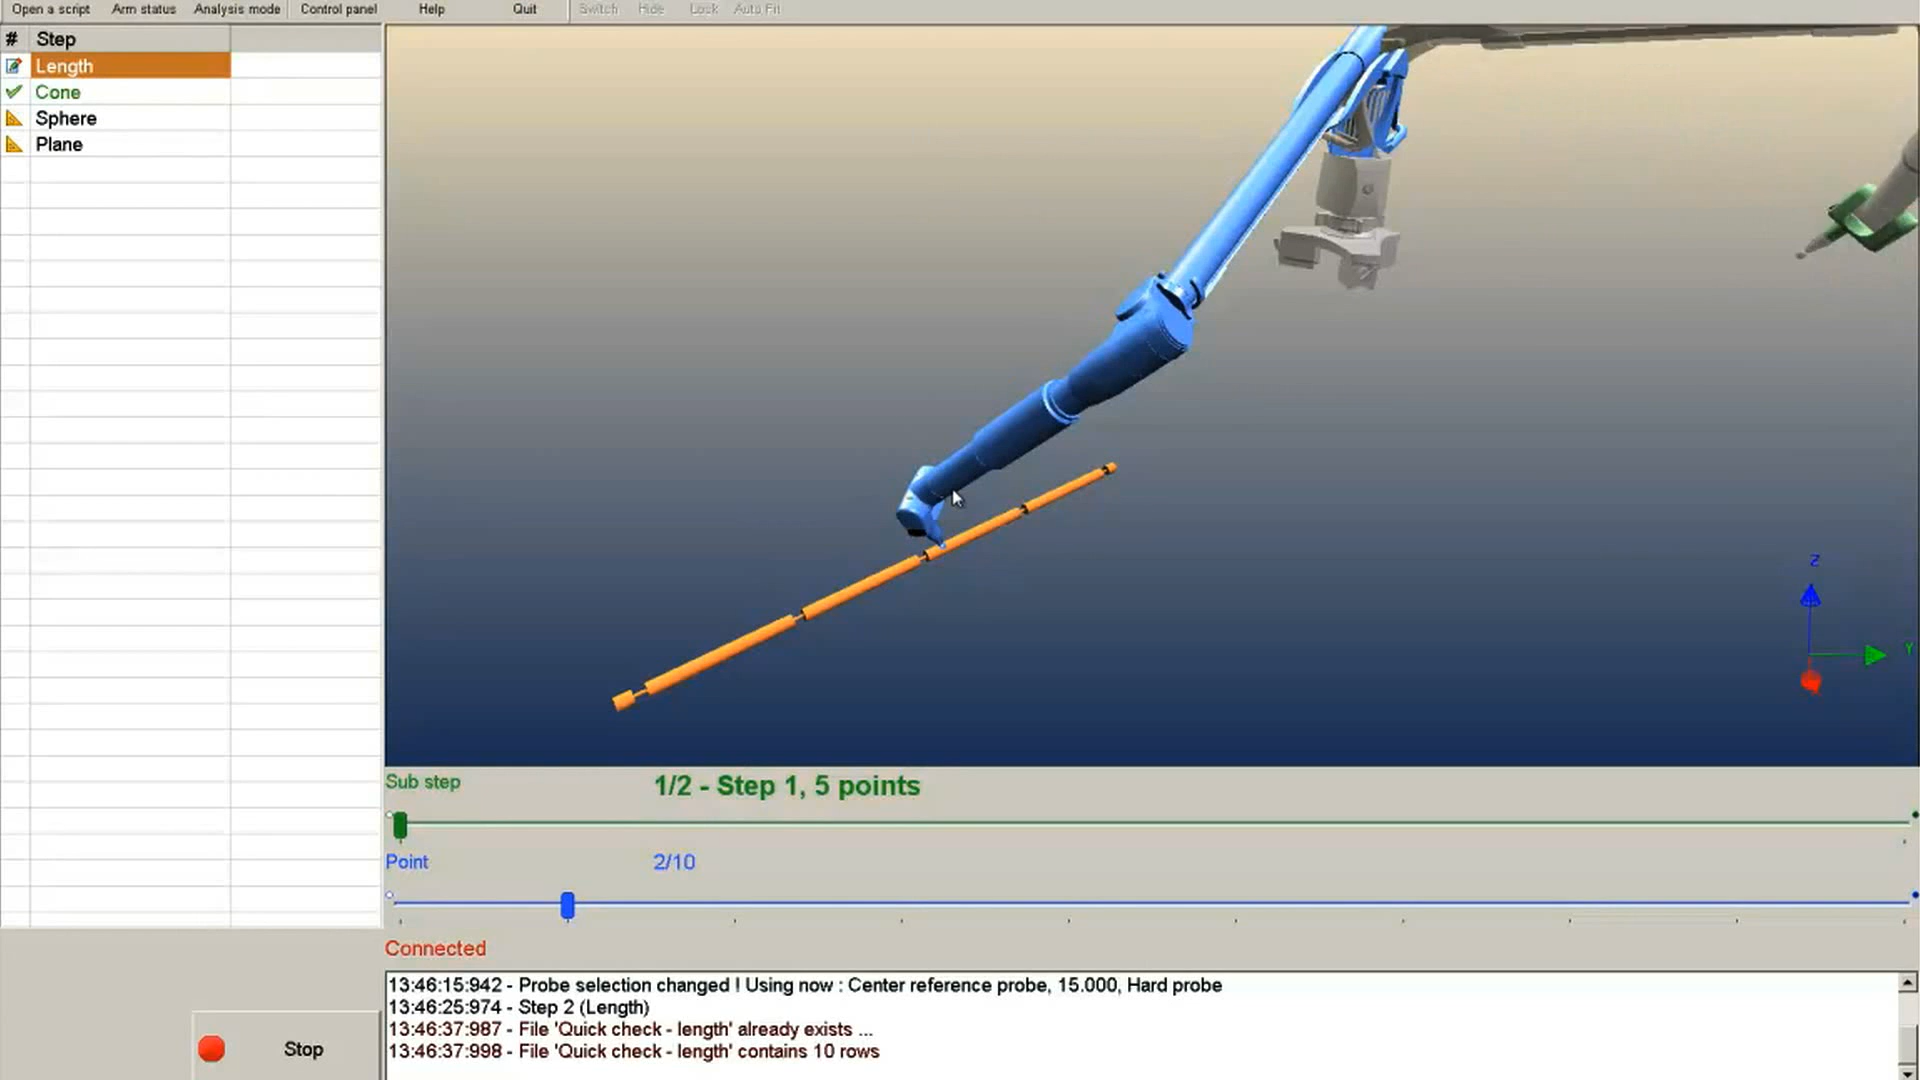 Open a script Arm status Analysis mode Control panel Help Quit Switch Hide Lock Auto Fit
# Step
Length
Cone
Sphere
Plane
Z
Y
Sub step 1/2 - Step 1, 5 points
Point 2/10
Connected
13:46:15:942 - Probe selection changed ! Using now : Center reference probe, 15.000, Hard probe
13:46:25:974 - Step 2 (Length)
13:46:37:987 - File 'Quick check - length' already exists ...
13:46:37:998 - File 'Quick check - length' contains 10 rows
Stop